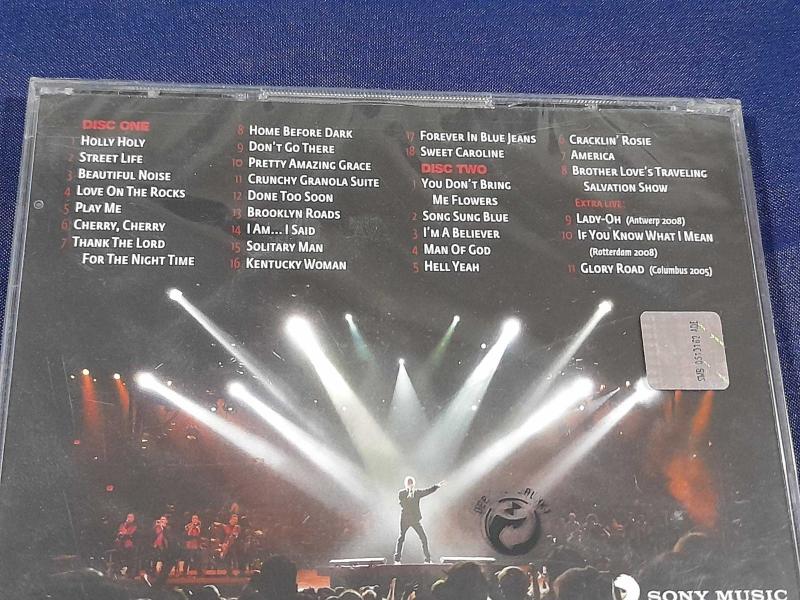 DISC ONE
1 HOLLY HOLY
2 STREET LIFE
3 BEAUTIFUL NOISE
4 LOVE ON THE ROCKS
5 PLAY ME
6 CHERRY, CHERRY
7 THANK THE LORD
FOR THE NIGHT TIME
8 HOME BEFORE DARK
9 DON'T GO THERE
10 PRETTY AMAZING GRACE
11 CRUNCHY GRANOLA SUITE
12 DONE TOO SOON
13 BROOKLYN ROADS
14 I AM... I SAID
15 SOLITARY MAN
16 KENTUCKY WOMAN
17 FOREVER IN BLUE JEANS
18 SWEET CAROLINE
DISC TWO
1 YOU DON'T BRING
ME FLOWERS
2 SONG SUNG BLUE
3 I'M A BELIEVER
4 MAN OF GOD
5 HELL YEAH
6 CRACKLIN' ROSIE
7 AMERICA
8 BROTHER LOVE'S TRAVELING
SALVATION SHOW
EXTRA LIVE:
9 LADY-OH (Antwerp 2008)
10 IF YOU KNOW WHAT I MEAN
(Rotterdam 2008)
11 GLORY ROAD (Columbus 2005)
SONY MUSIC